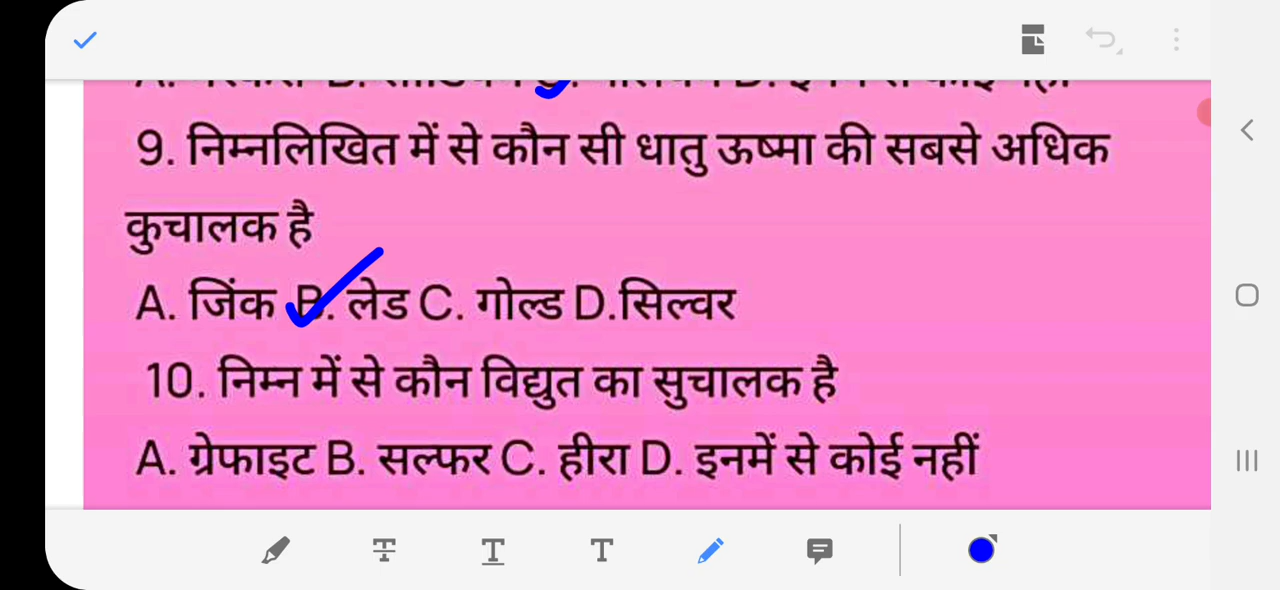 9. निम्नलिखित में से कौन सी धातु ऊष्मा की सबसे अधिक
कुचालक है
A. जिंक B. लेड C. गोल्ड D.सिल्वर
10. निम्न में से कौन विद्युत का सुचालक है
A. ग्रेफाइट B. सल्फर C. हीरा D. इनमें से कोई नहीं